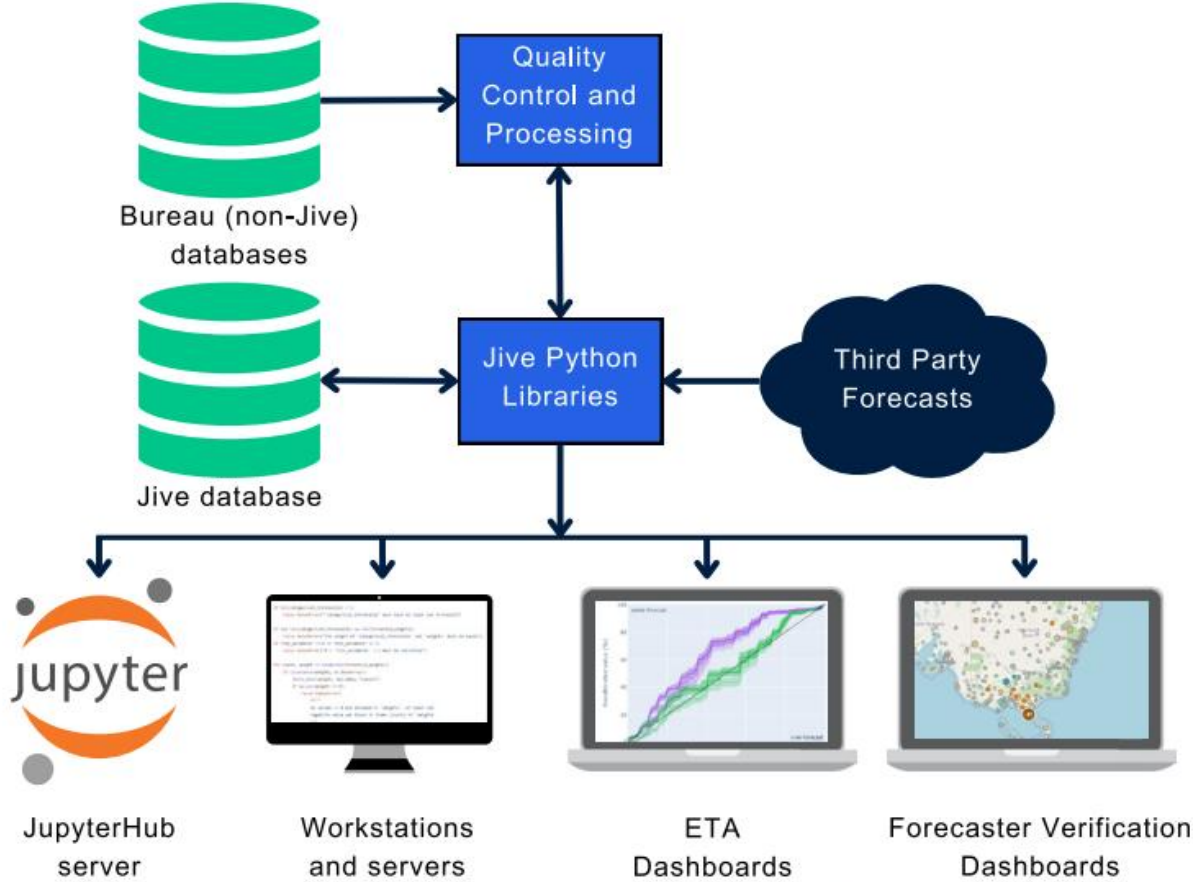 Quality
Control and
Processing
Bureau (non-Jive)
databases
Jive Python
Libraries
Third Party
Forecasts
Jive database
jupyter
JupyterHub
server
Workstations
and servers
ETA
Dashboards
Forecaster Verification
Dashboards